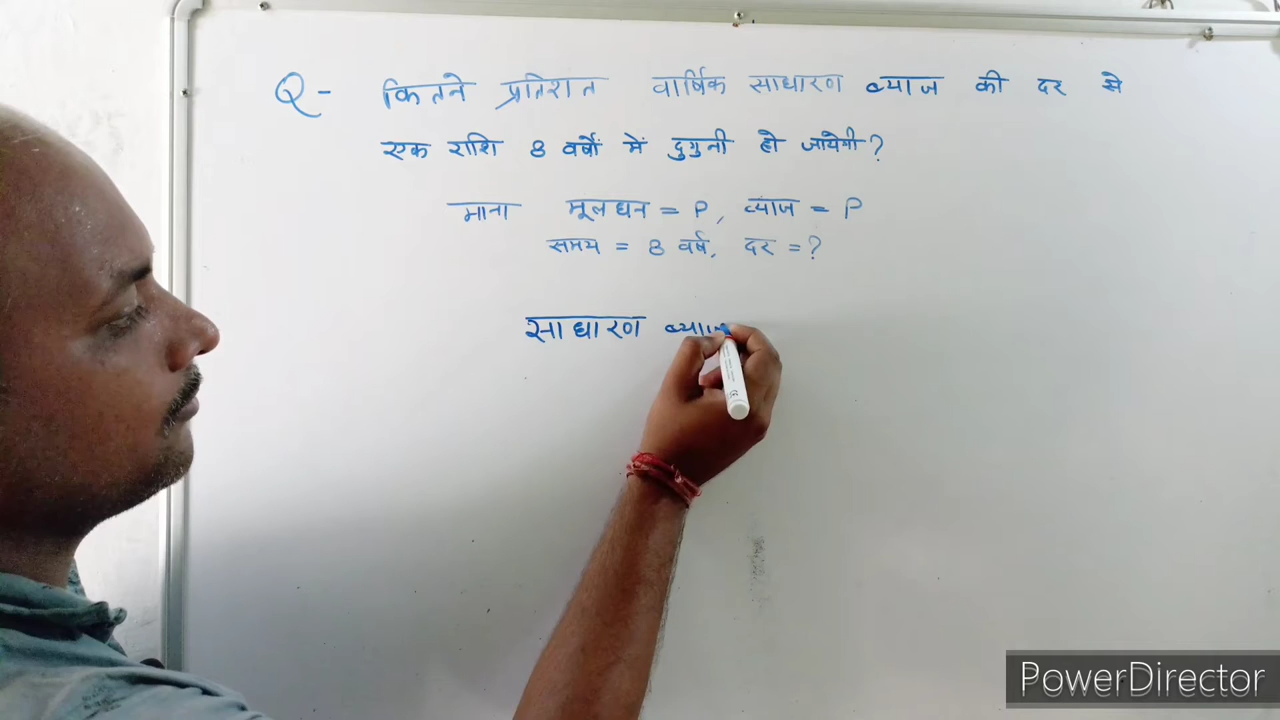 Q- कितने प्रतिशत वार्षिक साधारण ब्याज की दर से
एक राशि 8 वर्षों में दुगुनी हो जायेगी?
माना मूलधन = P, ब्याज = P
समय = 8 वर्ष, दर = ?
साधारण ब्याज
PowerDirector